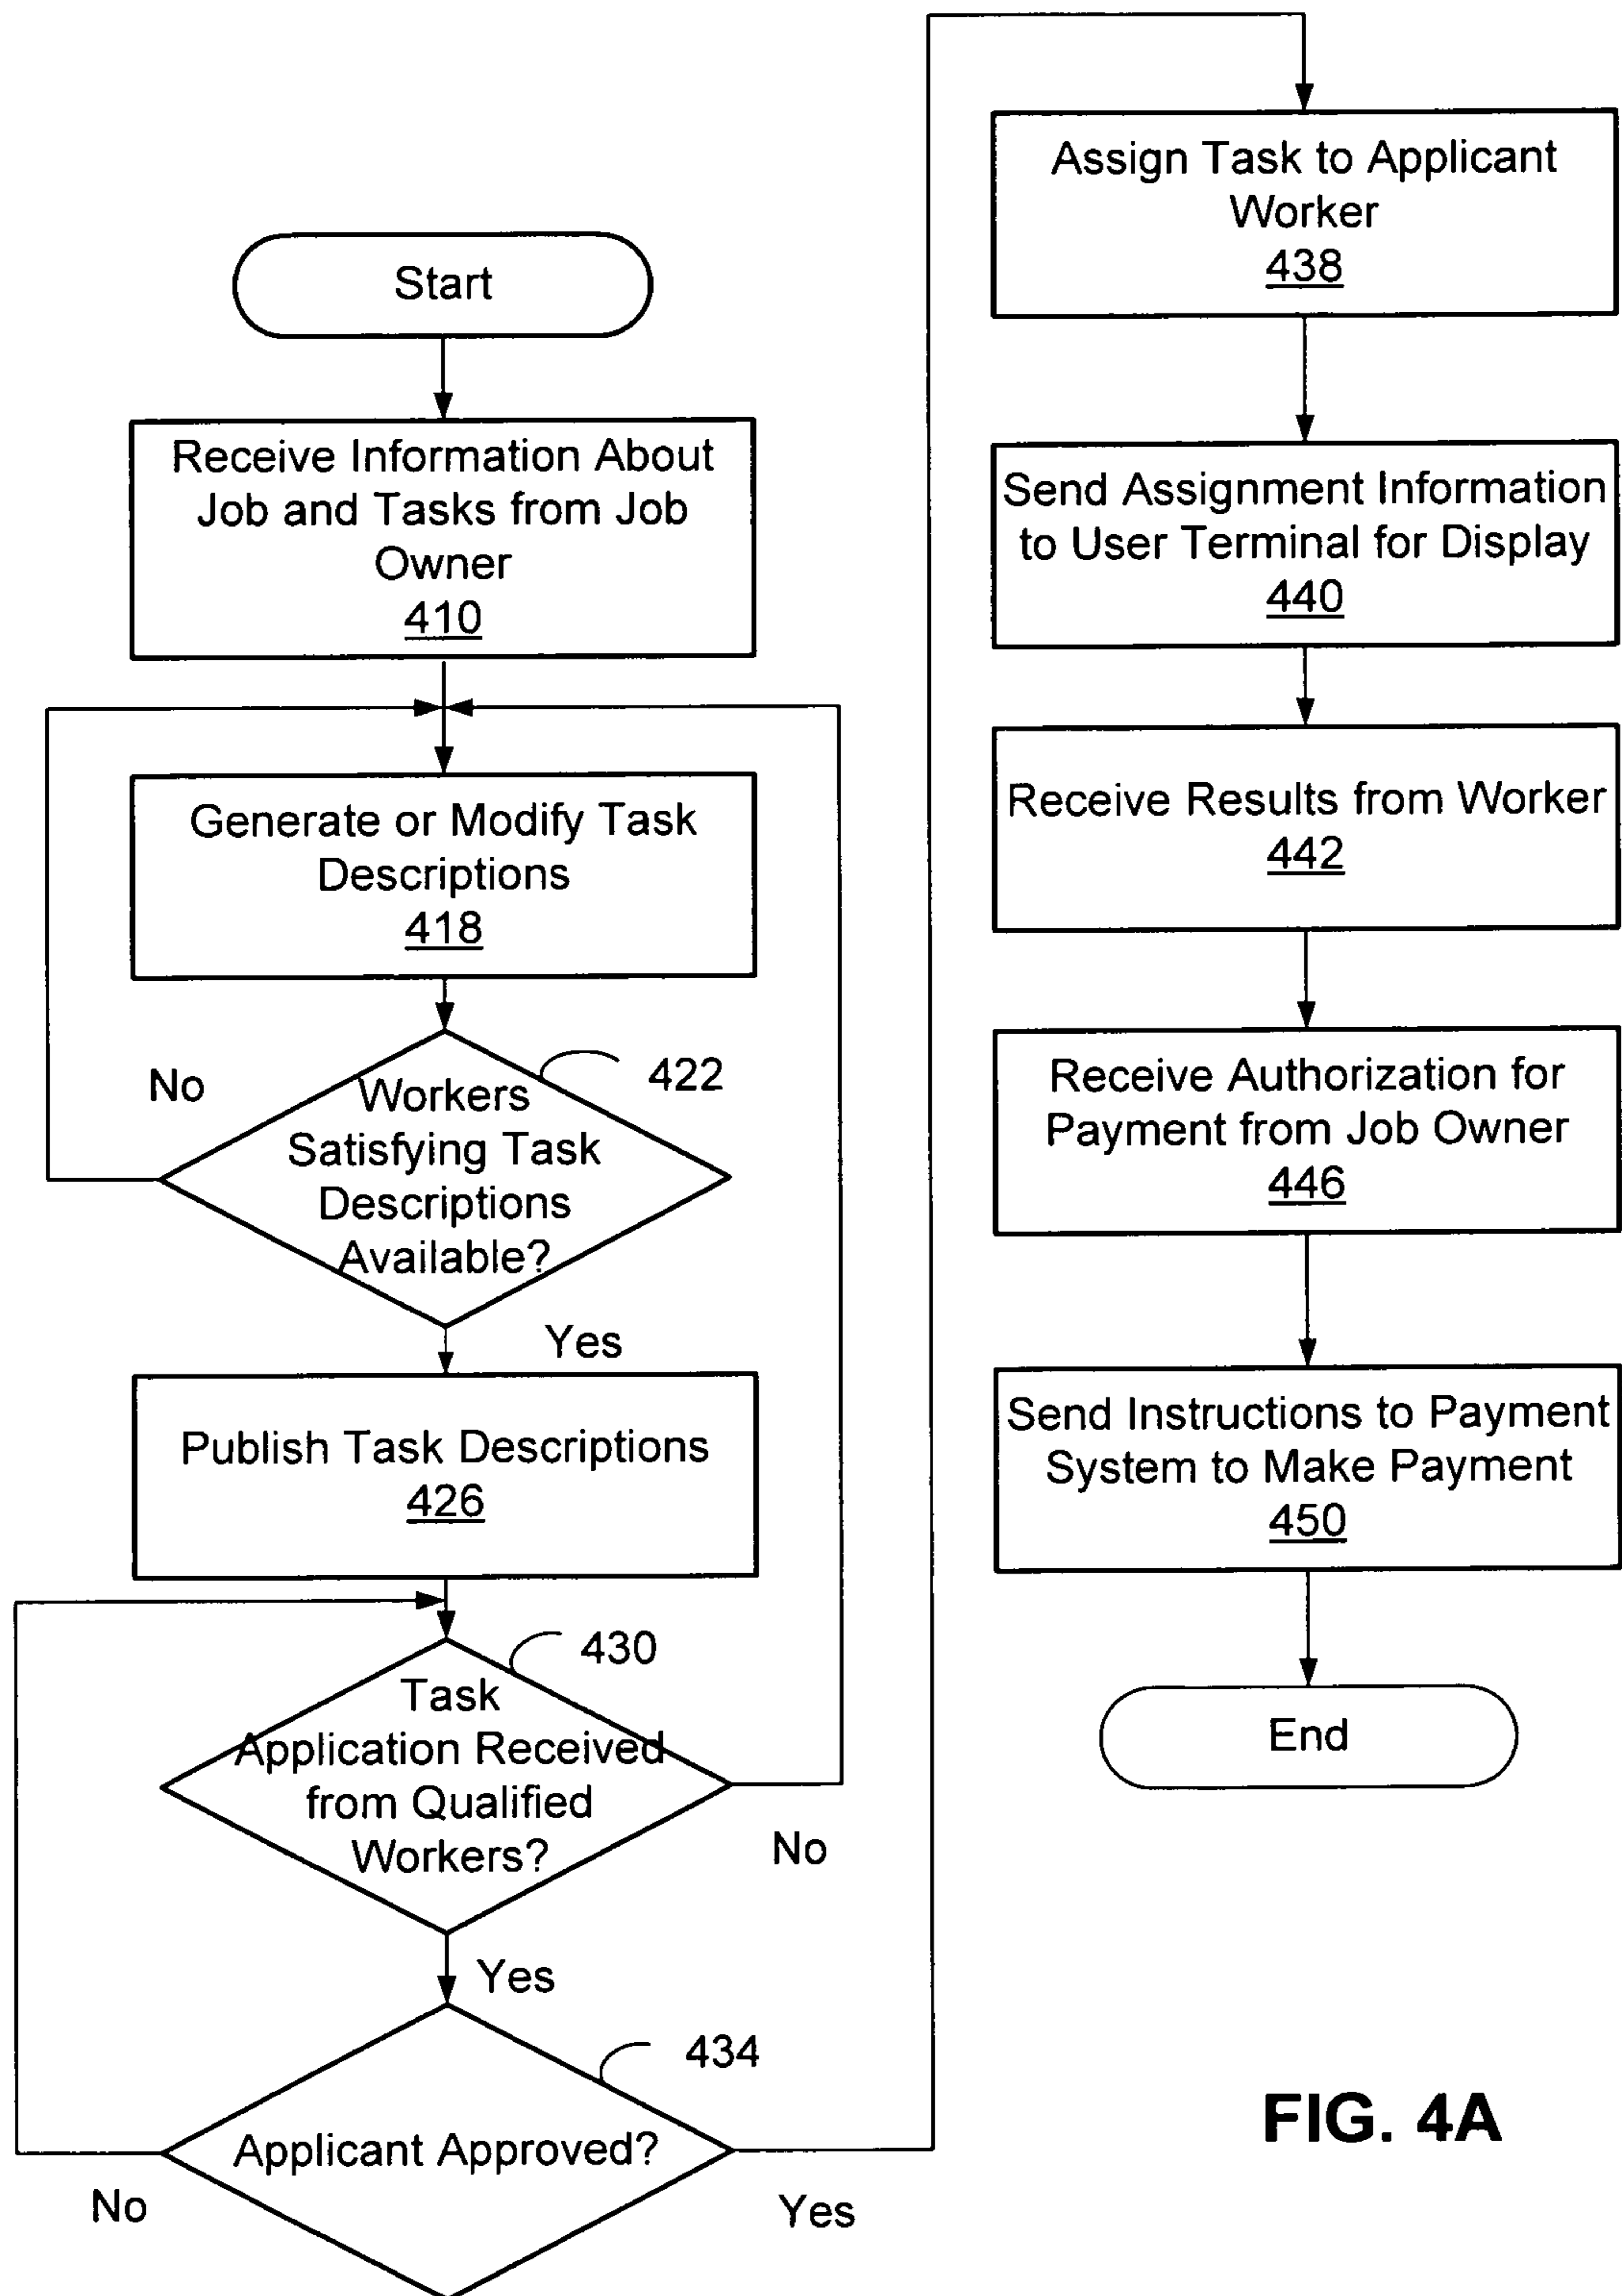 Start
Receive Information About
Job and Tasks from Job
Owner
410
Generate or Modify Task
Descriptions
418
422
No
Workers
Satisfying Task
Descriptions
Available?
Yes
Publish Task Descriptions
426
430
Task
Application Received
from Qualified
Workers?
No
Yes
434
Applicant Approved?
No
Yes
Assign Task to Applicant
Worker
438
Send Assignment Information
to User Terminal for Display
440
Receive Results from Worker
442
Receive Authorization for
Payment from Job Owner
446
Send Instructions to Payment
System to Make Payment
450
End
FIG. 4A